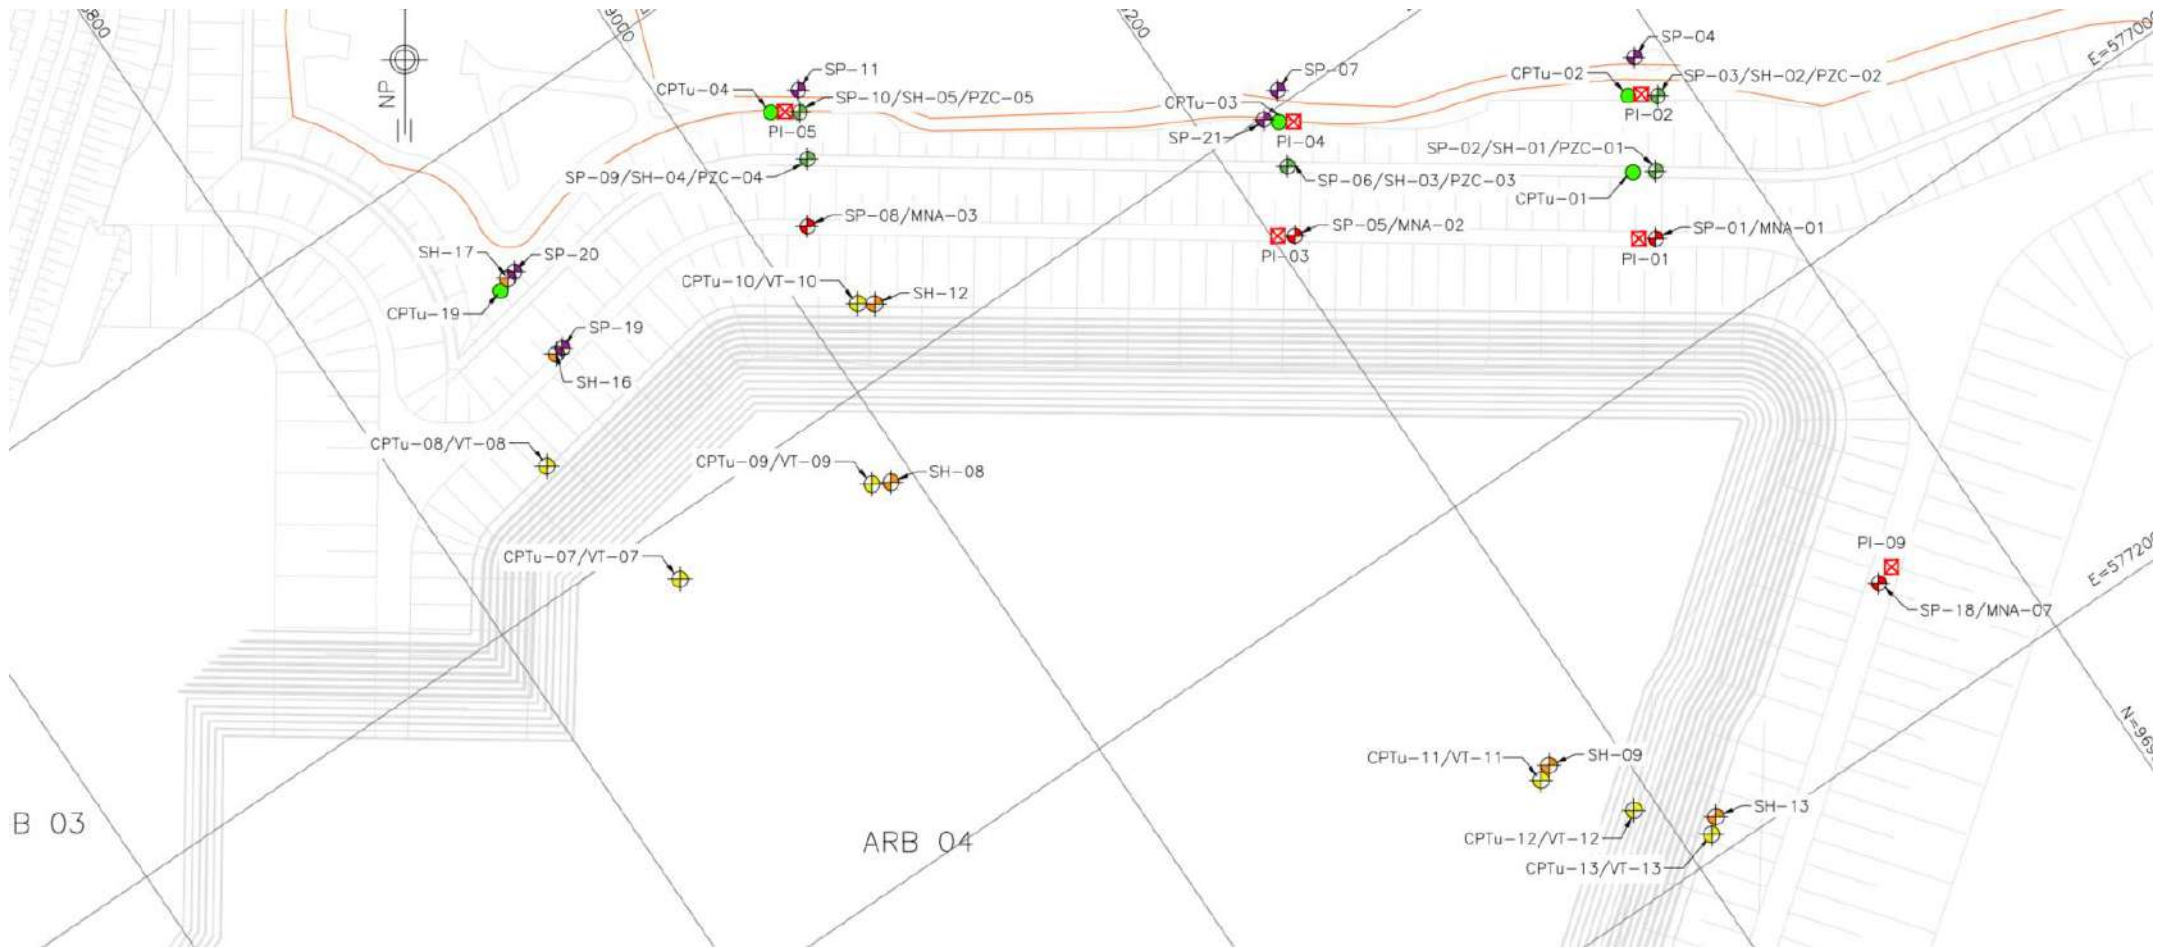 SP-04
E=577000
CPTu-02
SP-03/SH-02/PZC-02
SP-11
SP-07
CPTu-04
SP-10/SH-05/PZC-05
CPTu-03
NP
PI-05
PI-02
SP-21
PI-04
SP-02/SH-01/PZC-01
SP-09/SH-04/PZC-04
SP-06/SH-03/PZC-03
CPTu-01
SP-08/MNA-03
SP-05/MNA-02
SP-01/MNA-01
SH-17
SP-20
PI-03
PI-01
CPTu-10/VT-10
SH-12
CPTu-19
SP-19
SH-16
CPTu-08/VT-08
CPTu-09/VT-09
SH-08
CPTu-07/VT-07
PI-09
E=577200
SP-18/MNA-07
CPTu-11/VT-11
SH-09
SH-13
B 03
ARB 04
CPTu-12/VT-12
CPTu-13/VT-13